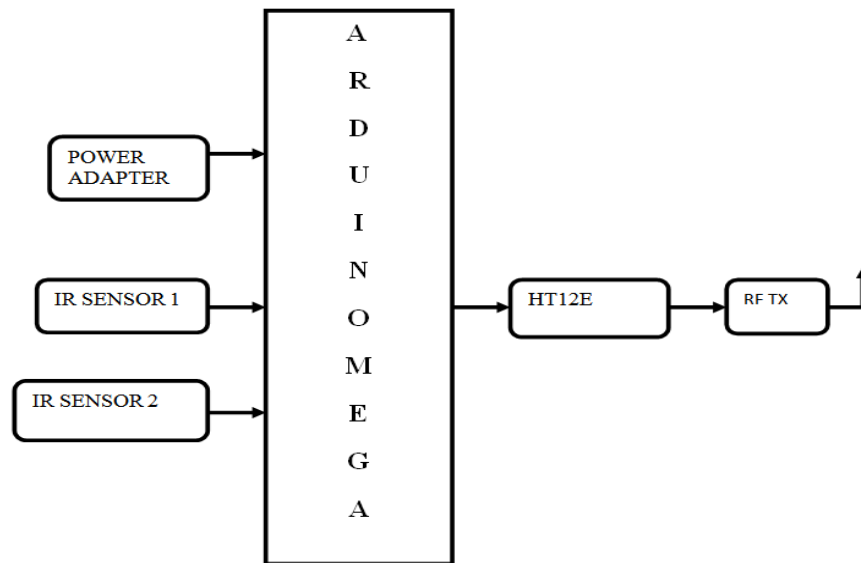 POWER
ADAPTER
IR SENSOR 1
IR SENSOR 2
A
R
D
U
I
N
O
M
E
G
A
HT12E
RF TX